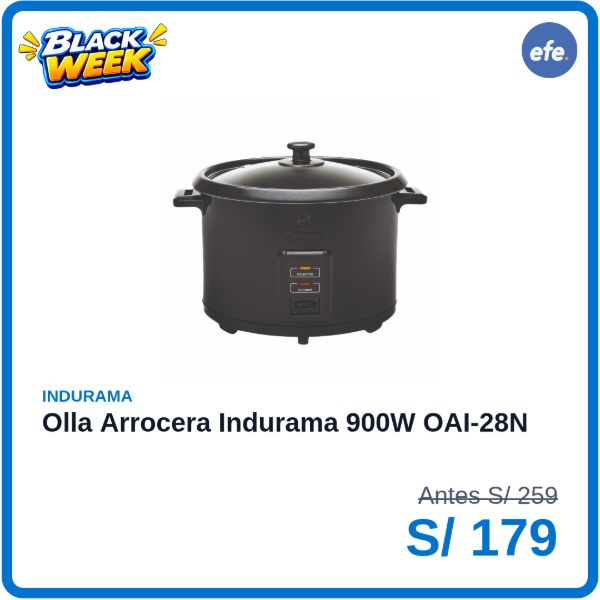 BLACK
WEEK
efe.
INDURAMA
Olla Arrocera Indurama 900W OAI-28N
Antes S/ 259
S/ 179